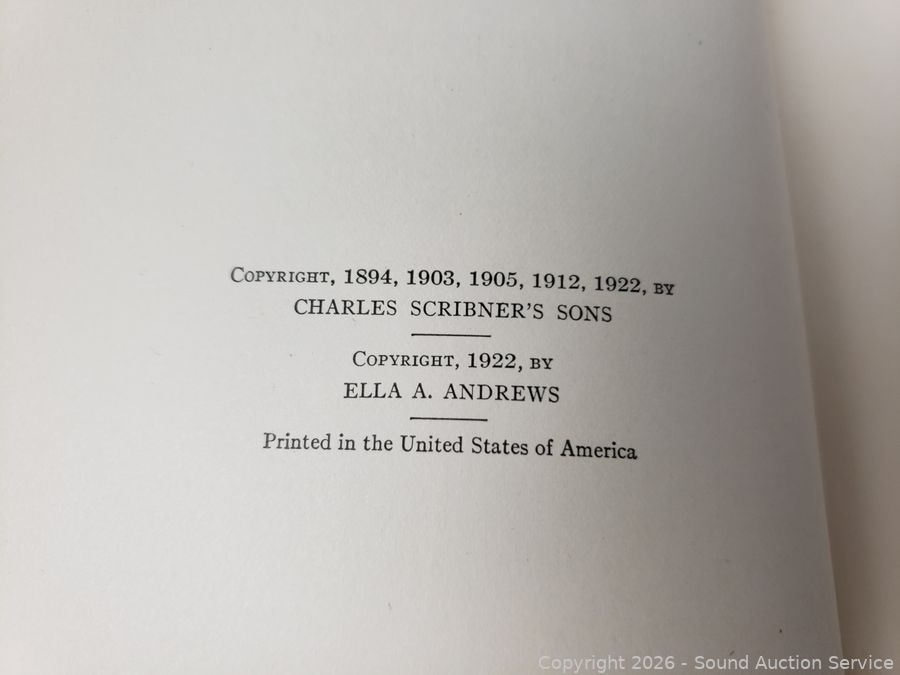 Copyright, 1894, 1903, 1905, 1912, 1922, by
CHARLES SCRIBNER'S SONS
Copyright, 1922, by
ELLA A. ANDREWS
Printed in the United States of America
Copyright 2026 - Sound Auction Service